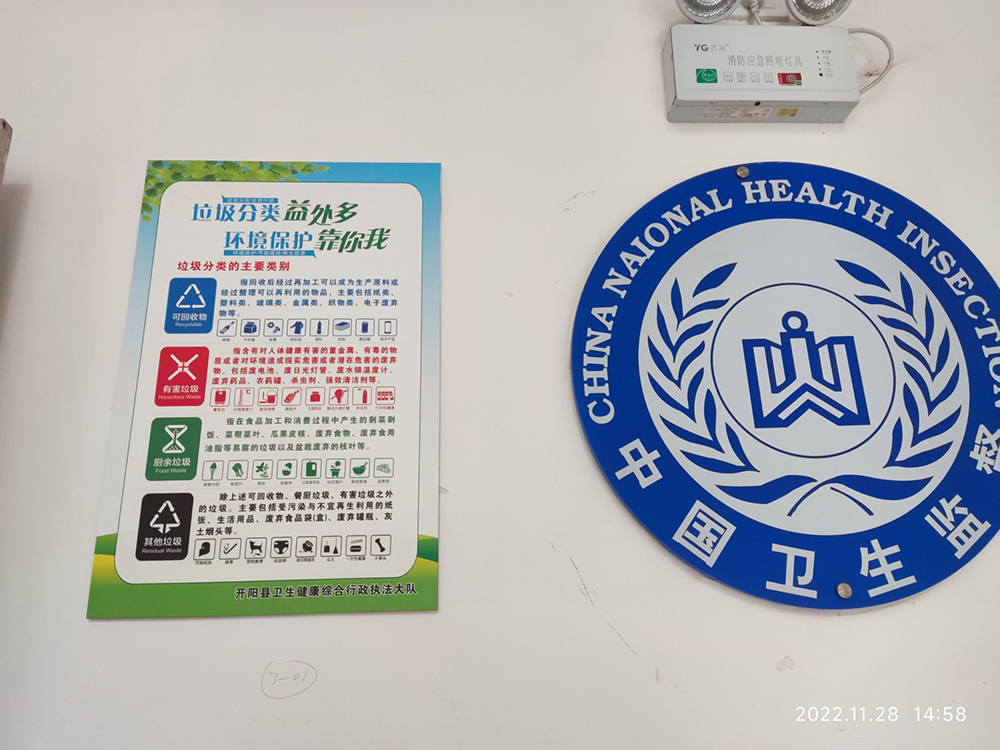 YG
消防应急照明灯具
垃圾分类 益处多
环境保护 靠你我
垃圾分类的主要类别
可回收物
Recyclable
指回收后经过再加工可以成为生产原料或
经过整理可以再利用的物品，主要包括纸类、
塑料类、玻璃类、金属类、织物类、电子废弃
物等。
有害垃圾
Hazardous Waste
指含有对人体健康有害的重金属、有毒的物
质或者对环境造成现实危害或者潜在危害的废弃
物。包括废电池、废日光灯管、废水银温度计、
废弃药品、农药罐、杀虫剂、强效清洁剂等。
厨余垃圾
Food Waste
指在食品加工和消费过程中产生的剩菜剩
饭、菜帮菜叶、瓜果皮核、废弃食物、废弃食用
油脂等易腐的垃圾以及盆栽废弃的枝叶等。
其他垃圾
Residual Waste
除上述可回收物、餐厨垃圾、有害垃圾之外
的垃圾。主要包括受污染与不宜再生利用的纸
张、生活用品、废弃食品袋(盒)、废弃罐瓶、灰
土烟头等。
开阳县卫生健康综合行政执法大队
CHINA NAIONAL HEALTH INSECTION
中国卫生监督
3-01
2022.11.28 14:58